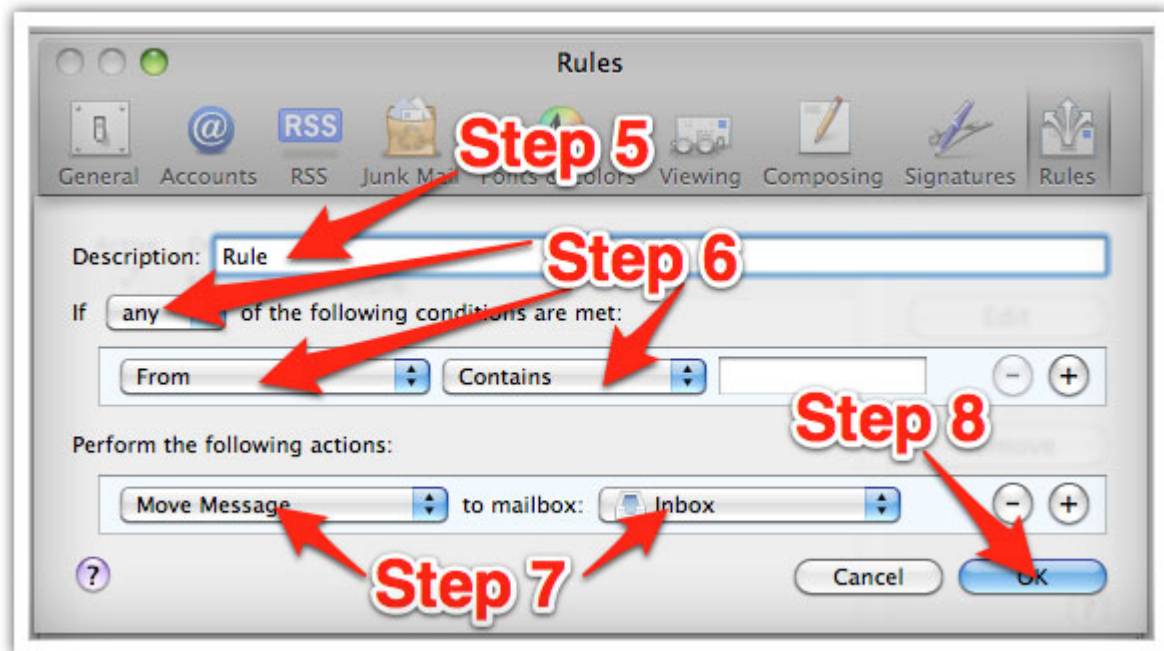 Rules
RSS
General Accounts RSS Junk Mail Fonts & Colors Viewing Composing Signatures Rules
Step 5
Description: Rule
Step 6
If any of the following conditions are met:
Edit
From Contains - +
Step 8
Perform the following actions:
Move Message to mailbox: Inbox - +
Step 7
? Cancel OK